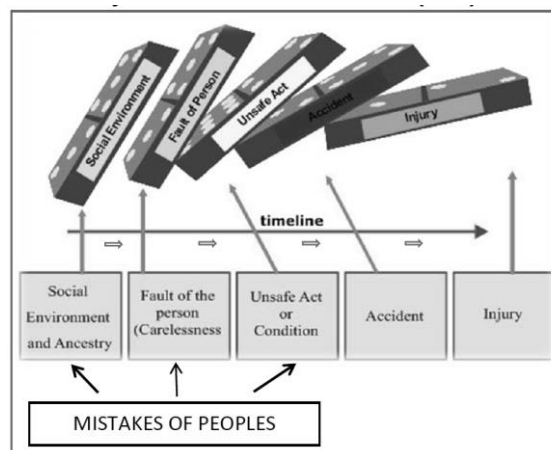 Social Environment
Fault of Person
Unsafe Act
Accident
Injury
timeline
Social
Environment
and Ancestry
Fault of the
person
(Carelessness
Unsafe Act
or
Condition
Accident
Injury
MISTAKES OF PEOPLES